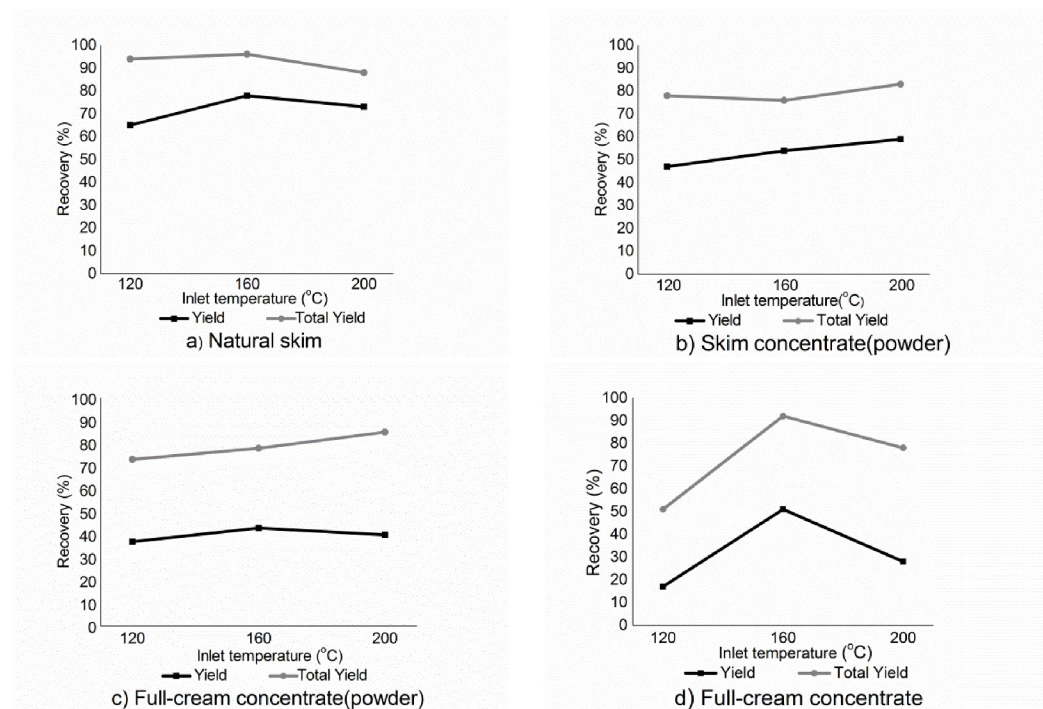 100
90
80
70
60
50
40
30
20
10
0
Recovery (%)
120 160 200
Inlet temperature (°C)
Yield Total Yield
a) Natural skim
100
90
80
70
60
50
40
30
20
10
0
Recovery (%)
120 160 200
Inlet temperature(°C)
Yield Total Yield
b) Skim concentrate(powder)
100
90
80
70
60
50
40
30
20
10
0
Recovery (%)
120 160 200
Inlet temperature (°C)
Yield Total Yield
c) Full-cream concentrate(powder)
100
90
80
70
60
50
40
30
20
10
0
Recovery (%)
120 160 200
Inlet temperature (°C)
Yield Total Yield
d) Full-cream concentrate